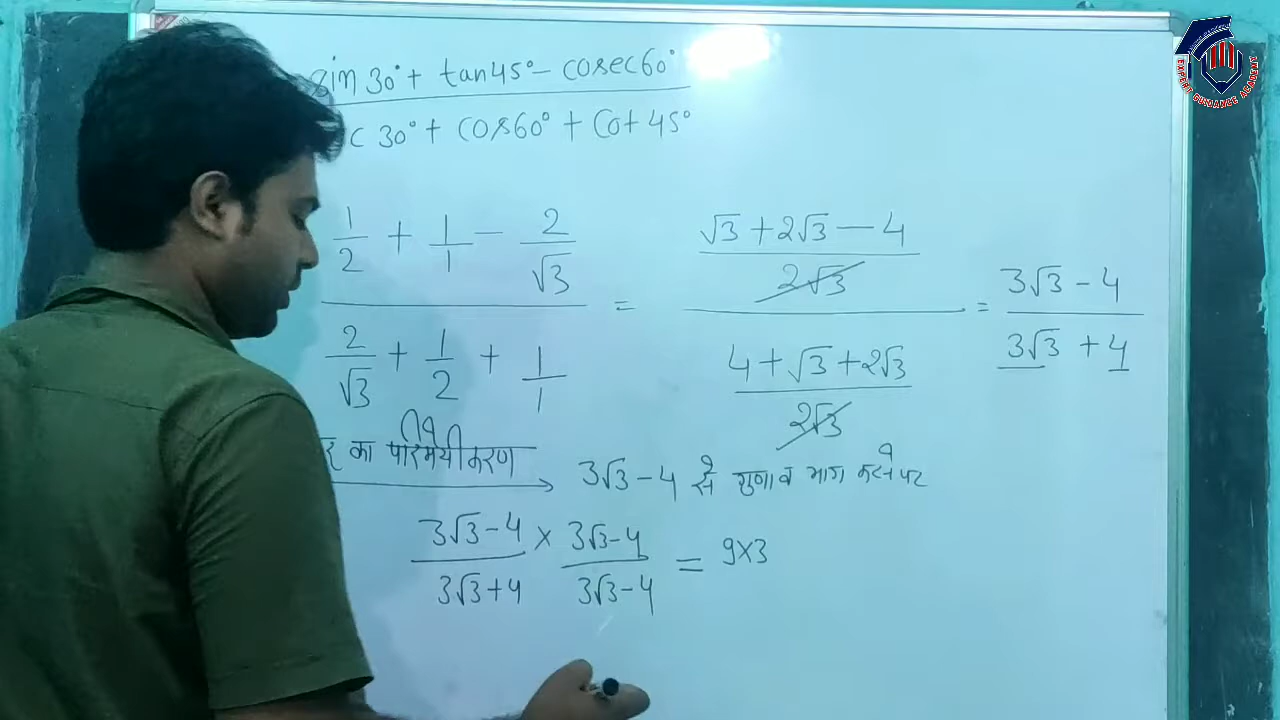 sin 30° + tan45° - cosec60°
c 30° + cos60° + cot 45°
1/2 + 1/1 - 2/√3
2/√3 + 1/2 + 1/1
=
√3 + 2√3 - 4
2√3
4 + √3 + 2√3
2√3
= 3√3 - 4
3√3 + 4
का परिमेयीकरण → 3√3 - 4 से गुणा व भाग करने पर
3√3 - 4 × 3√3 - 4 = 9×3
3√3 + 4 3√3 - 4
EXPERT GUIDANCE ACADEMY